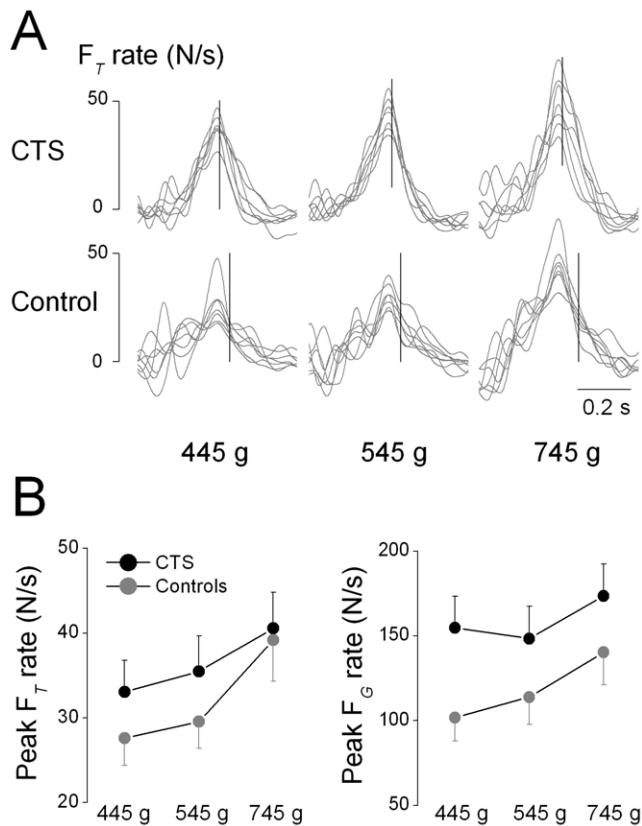 A
F_T rate (N/s)
50
CTS
0
50
Control
0
0.2 s
445 g 545 g 745 g
B
50
CTS
Controls
40
30
20
Peak F_T rate (N/s)
445 g 545 g 745 g
200
150
100
50
Peak F_G rate (N/s)
445 g 545 g 745 g